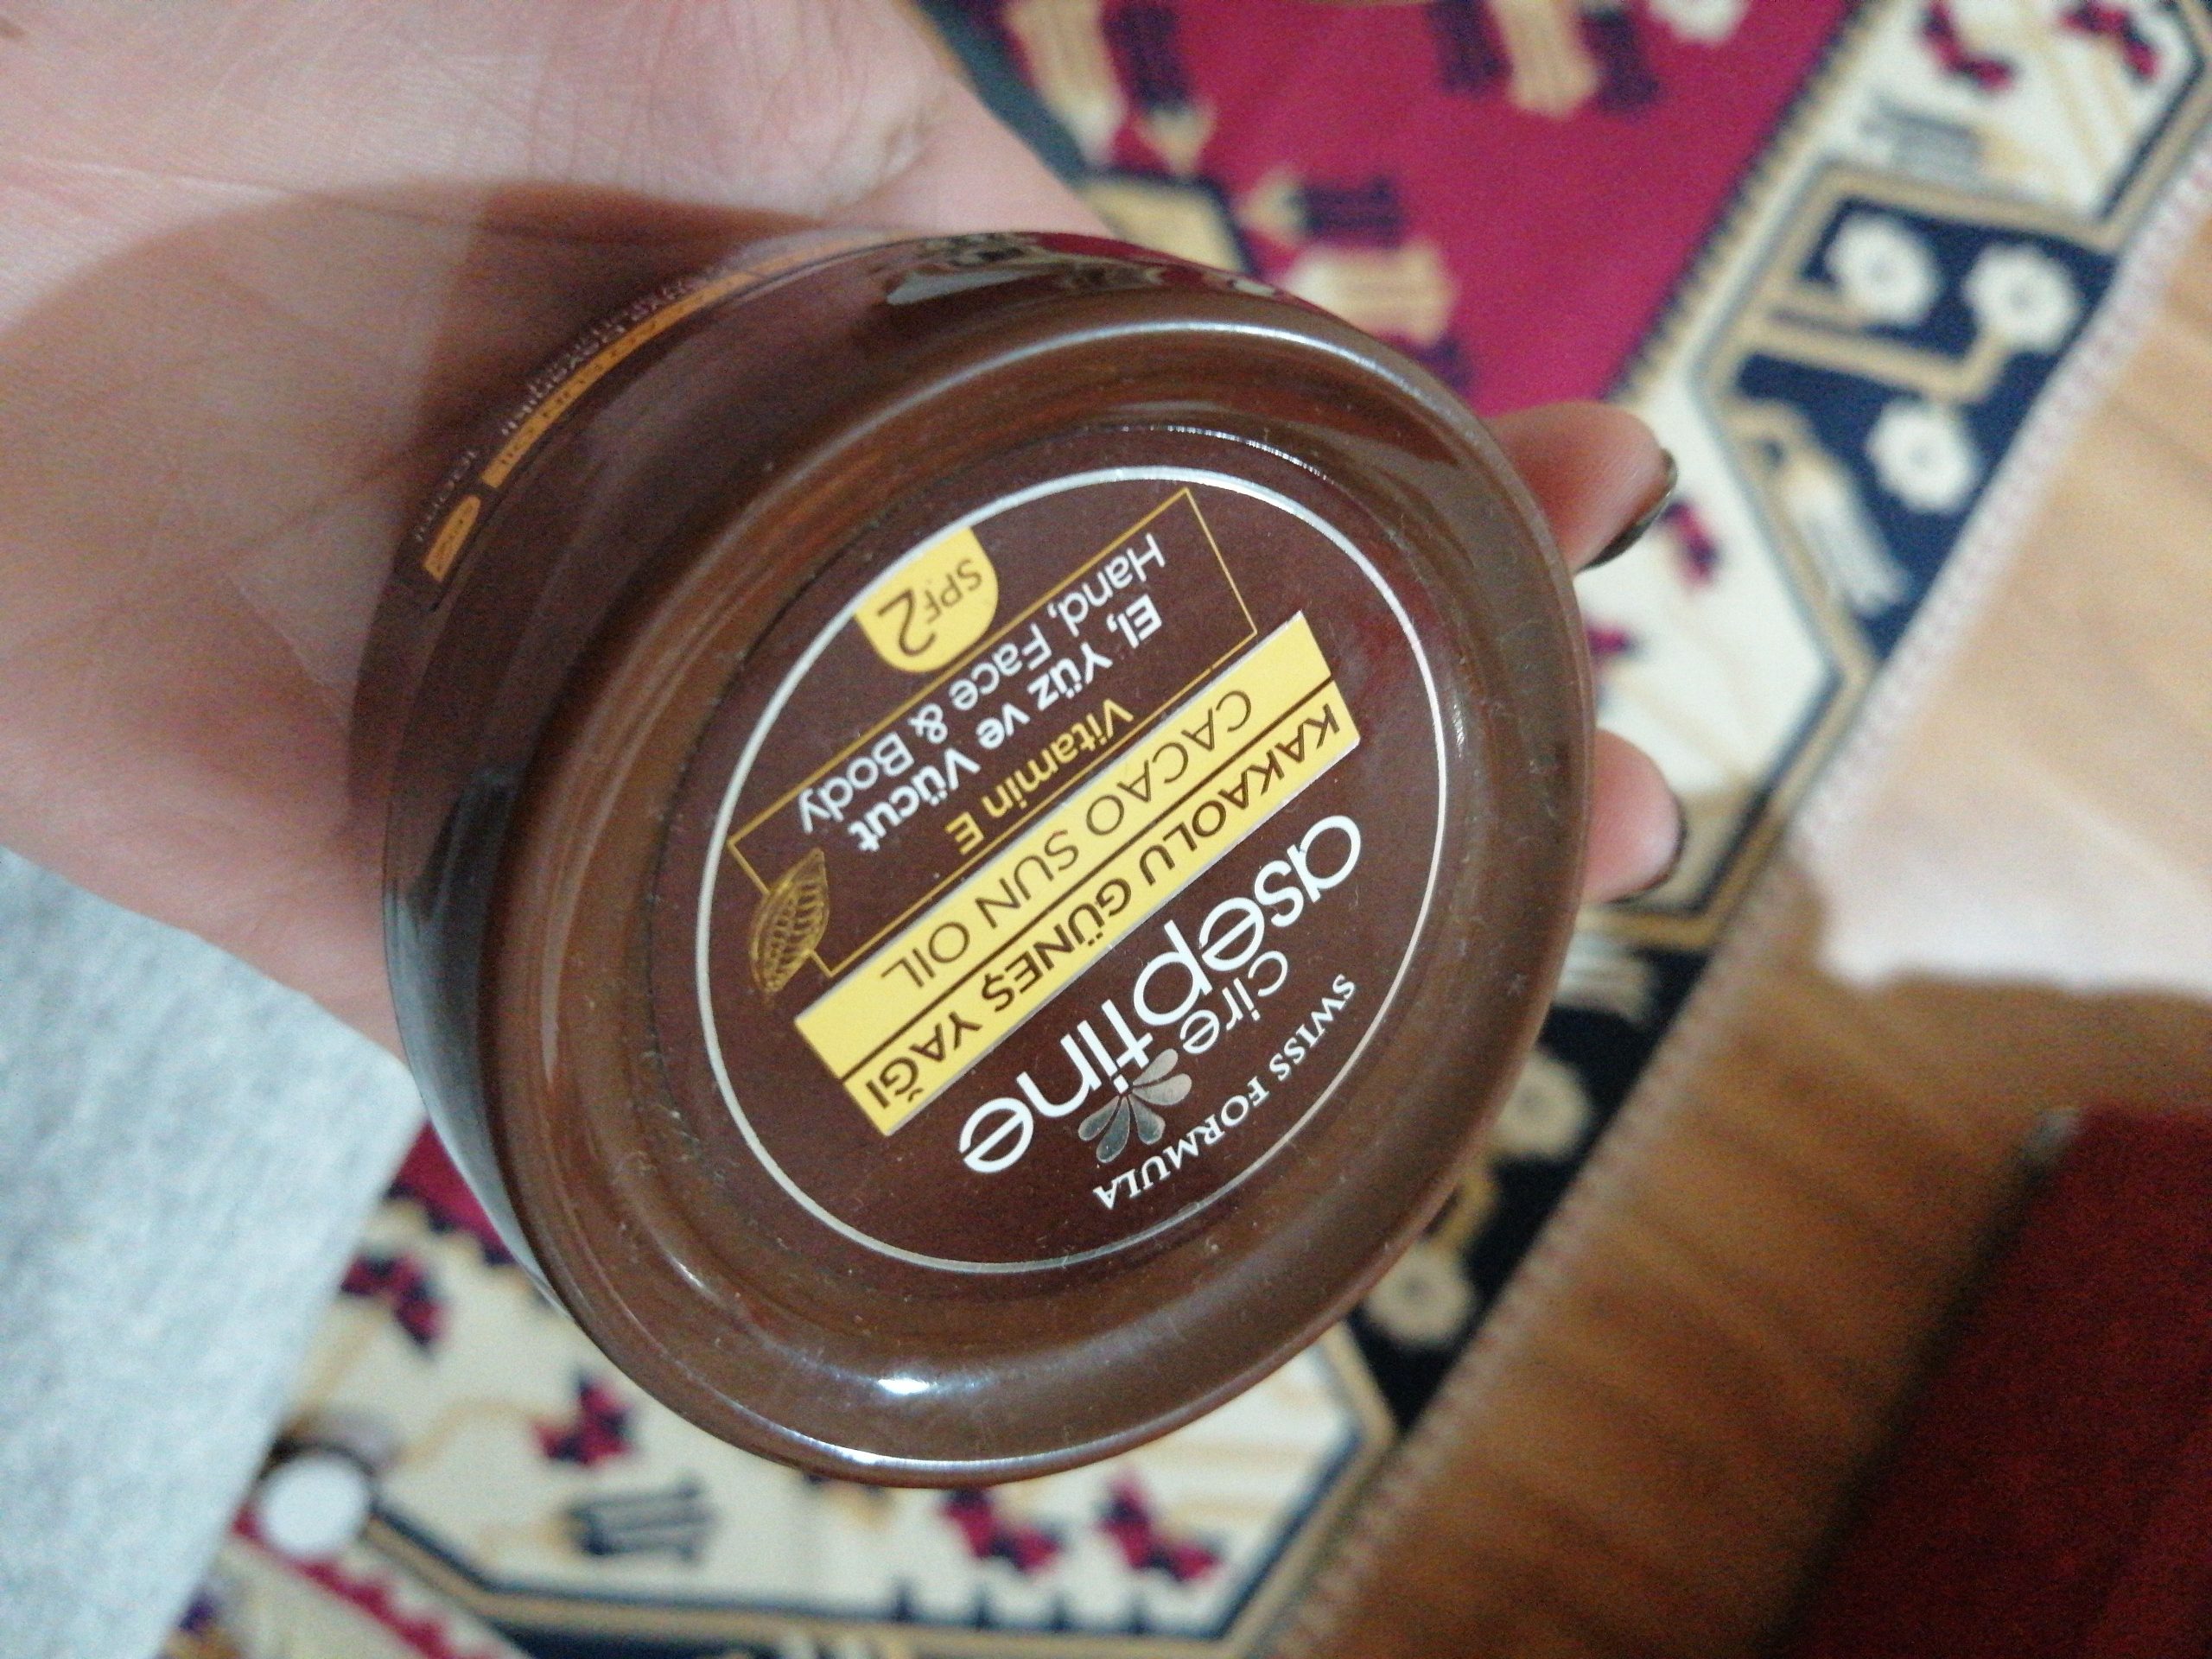 SWISS FORMULA
cire
aseptine
KAKAOLU GÜNEŞ YAĞI
CACAO SUN OIL
Vitamin E
El, Yüz ve Vücut
Hand, Face & Body
SPF2